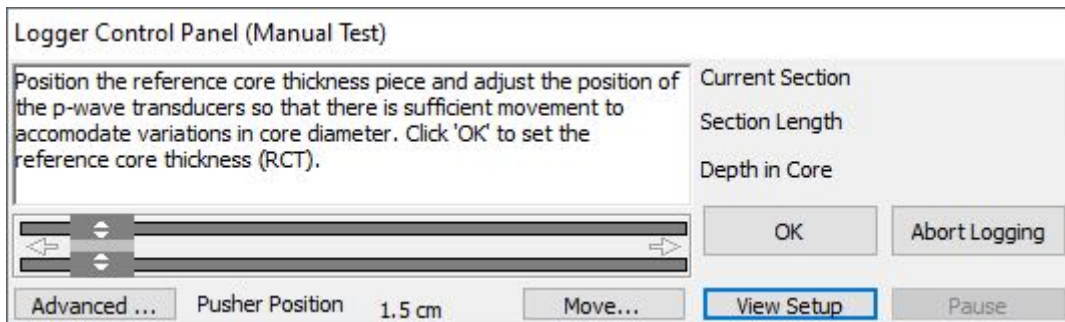 Logger Control Panel (Manual Test)
Position the reference core thickness piece and adjust the position of
the p-wave transducers so that there is sufficient movement to
accomodate variations in core diameter. Click 'OK' to set the
reference core thickness (RCT).
Current Section
Section Length
Depth in Core
OK
Abort Logging
Advanced ...
Pusher Position
1.5 cm
Move...
View Setup
Pause